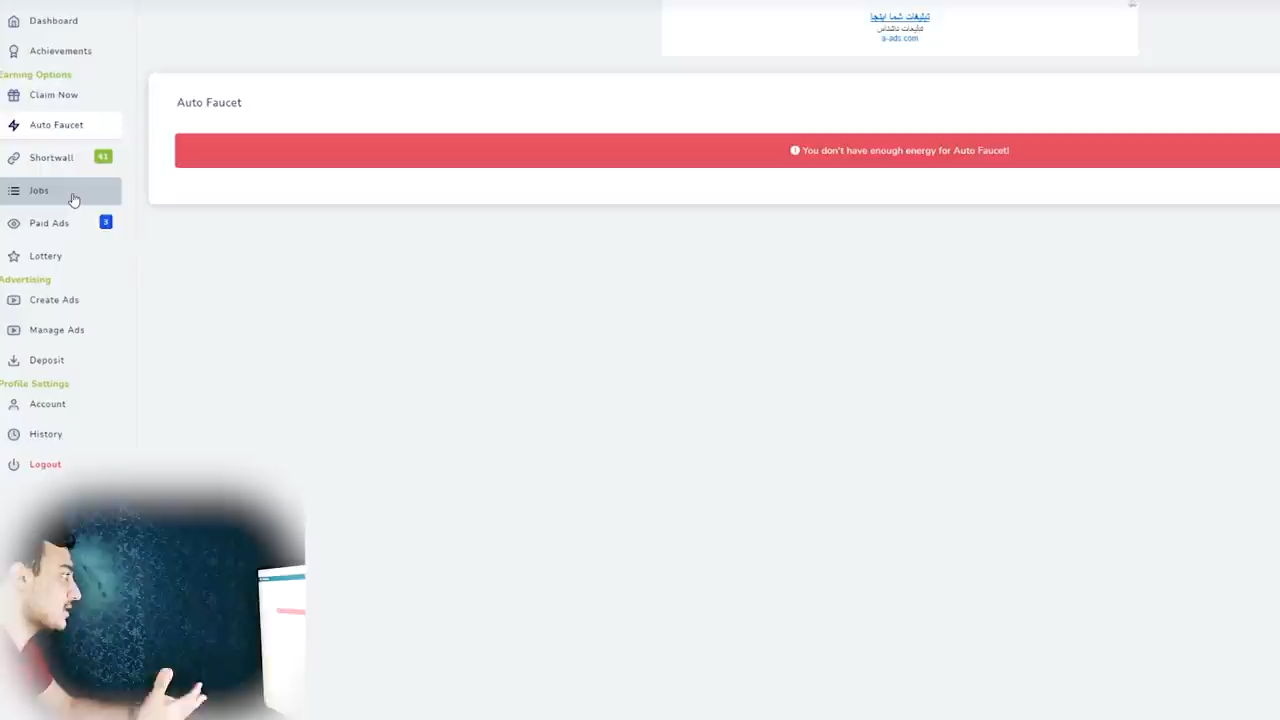 Dashboard
Achievements
Earning Options
Claim Now
Auto Faucet
Shortwall 41
Jobs
Paid Ads 3
Lottery
Advertising
Create Ads
Manage Ads
Deposit
Profile Settings
Account
History
Logout
تبلیغات شما اینجا
تبلیغات ناشناس
a-ads.com
Auto Faucet
You don't have enough energy for Auto Faucet!